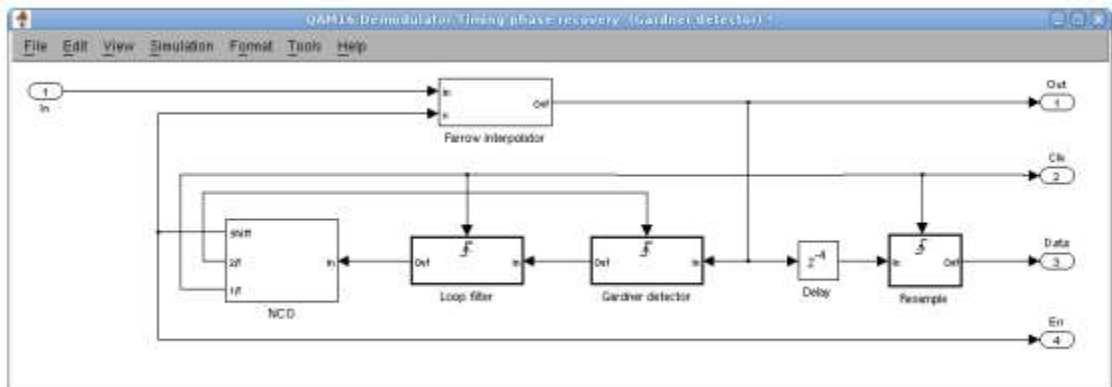 QAM16 Demodulator/Timing phase recovery (Gardner detector) *
File Edit View Simulation Format Tools Help
1
In
In
Out
Farrow interpolator
Out
1
Clk
2
Shift
2/f
1/f
In
NCO
Out
In
Loop filter
Out
In
Gardner detector
z-4
Delay
In
Out
Resample
Data
3
Err
4